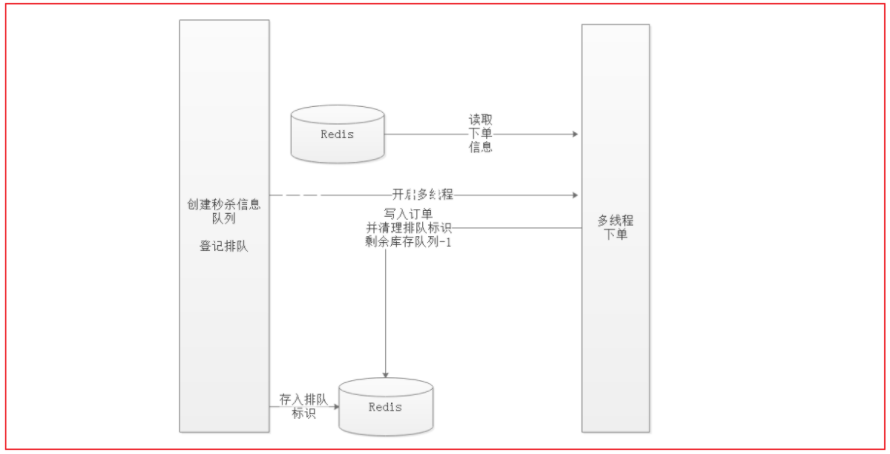 Redis
读取
下单
信息
创建秒杀信息
队列
登记排队
开启多线程
写入订单
并清理排队标识
剩余库存队列-1
多线程
下单
存入排队
标识
Redis